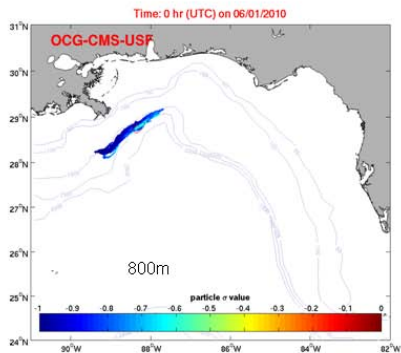 Time: 0 hr (UTC) on 06/01/2010
OCG-CMS-USF
31°N
30°N
29°N
28°N
27°N
26°N
25°N
24°N
800m
particle σ value
-1 -0.9 -0.8 -0.7 -0.6 -0.5 -0.4 -0.3 -0.2 -0.1 0
90°W 88°W 86°W 84°W 82°W